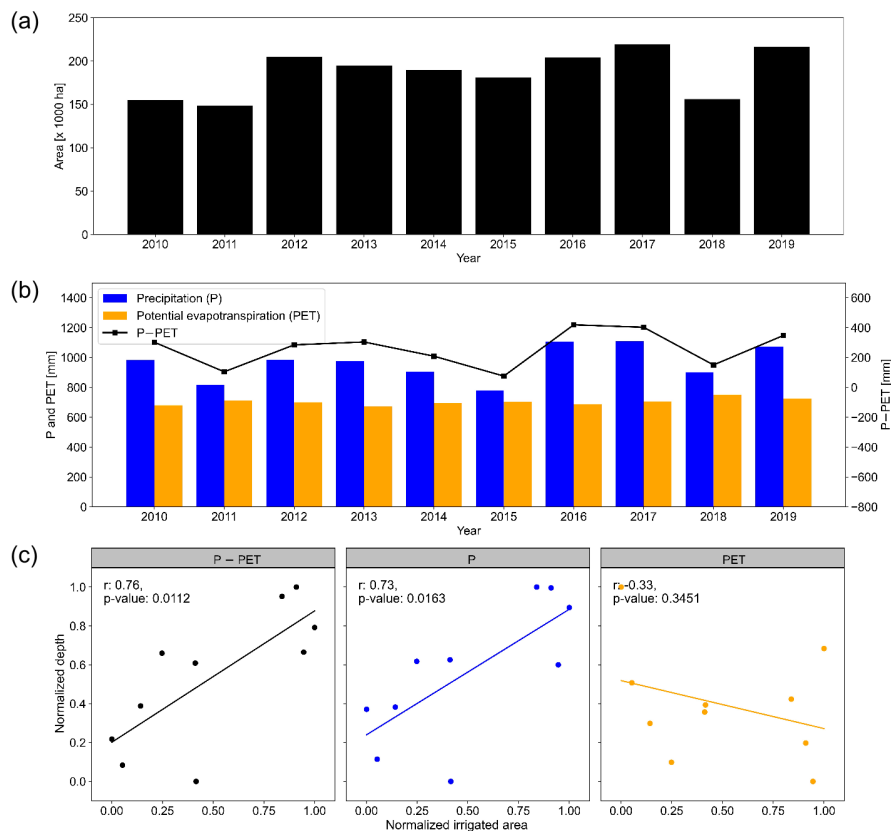 (a)
250
200
150
100
50
0
Area [x 1000 ha]
2010 2011 2012 2013 2014 2015 2016 2017 2018 2019
Year
(b)
Precipitation (P)
Potential evapotranspiration (PET)
P−PET
1400
1200
1000
800
600
400
200
0
P and PET [mm]
600
400
200
0
−200
−400
−600
−800
P−PET [mm]
2010 2011 2012 2013 2014 2015 2016 2017 2018 2019
Year
(c)
P − PET P PET
r: 0.76,
p-value: 0.0112
r: 0.73,
p-value: 0.0163
r: -0.33,
p-value: 0.3451
1.0
0.8
0.6
0.4
0.2
0.0
Normalized depth
0.00 0.25 0.50 0.75 1.00 0.00 0.25 0.50 0.75 1.00 0.00 0.25 0.50 0.75 1.00
Normalized irrigated area